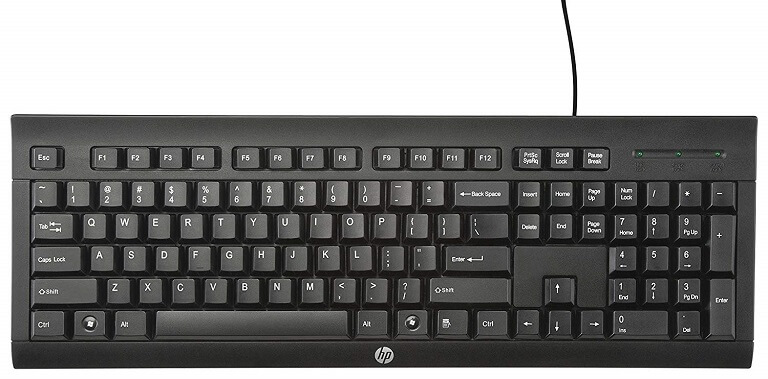 Esc F1 F2 F3 F4 F5 F6 F7 F8 F9 F10 F11 F12 PrtSc Scroll Pause
SysRq Lock Break
~ ! @ # $ % ^ & * ( ) _ + ←Back Space Insert Home Page Num / * -
` 1 2 3 4 5 6 7 8 9 0 - = Up Lock
Tab Q W E R T Y U I O P { } | Delete End Page 7 8 9 +
[ ] \ Down Home ↑ Pg Up
Caps Lock A S D F G H J K L : " Enter 4 5 6
; ' ← →
⇧Shift Z X C V B N M < > ? ⇧Shift ↑ 1 2 3 Enter
, . / End ↓ Pg Dn
Ctrl Alt Alt Ctrl ← ↓ → 0 .
Ins Del
hp